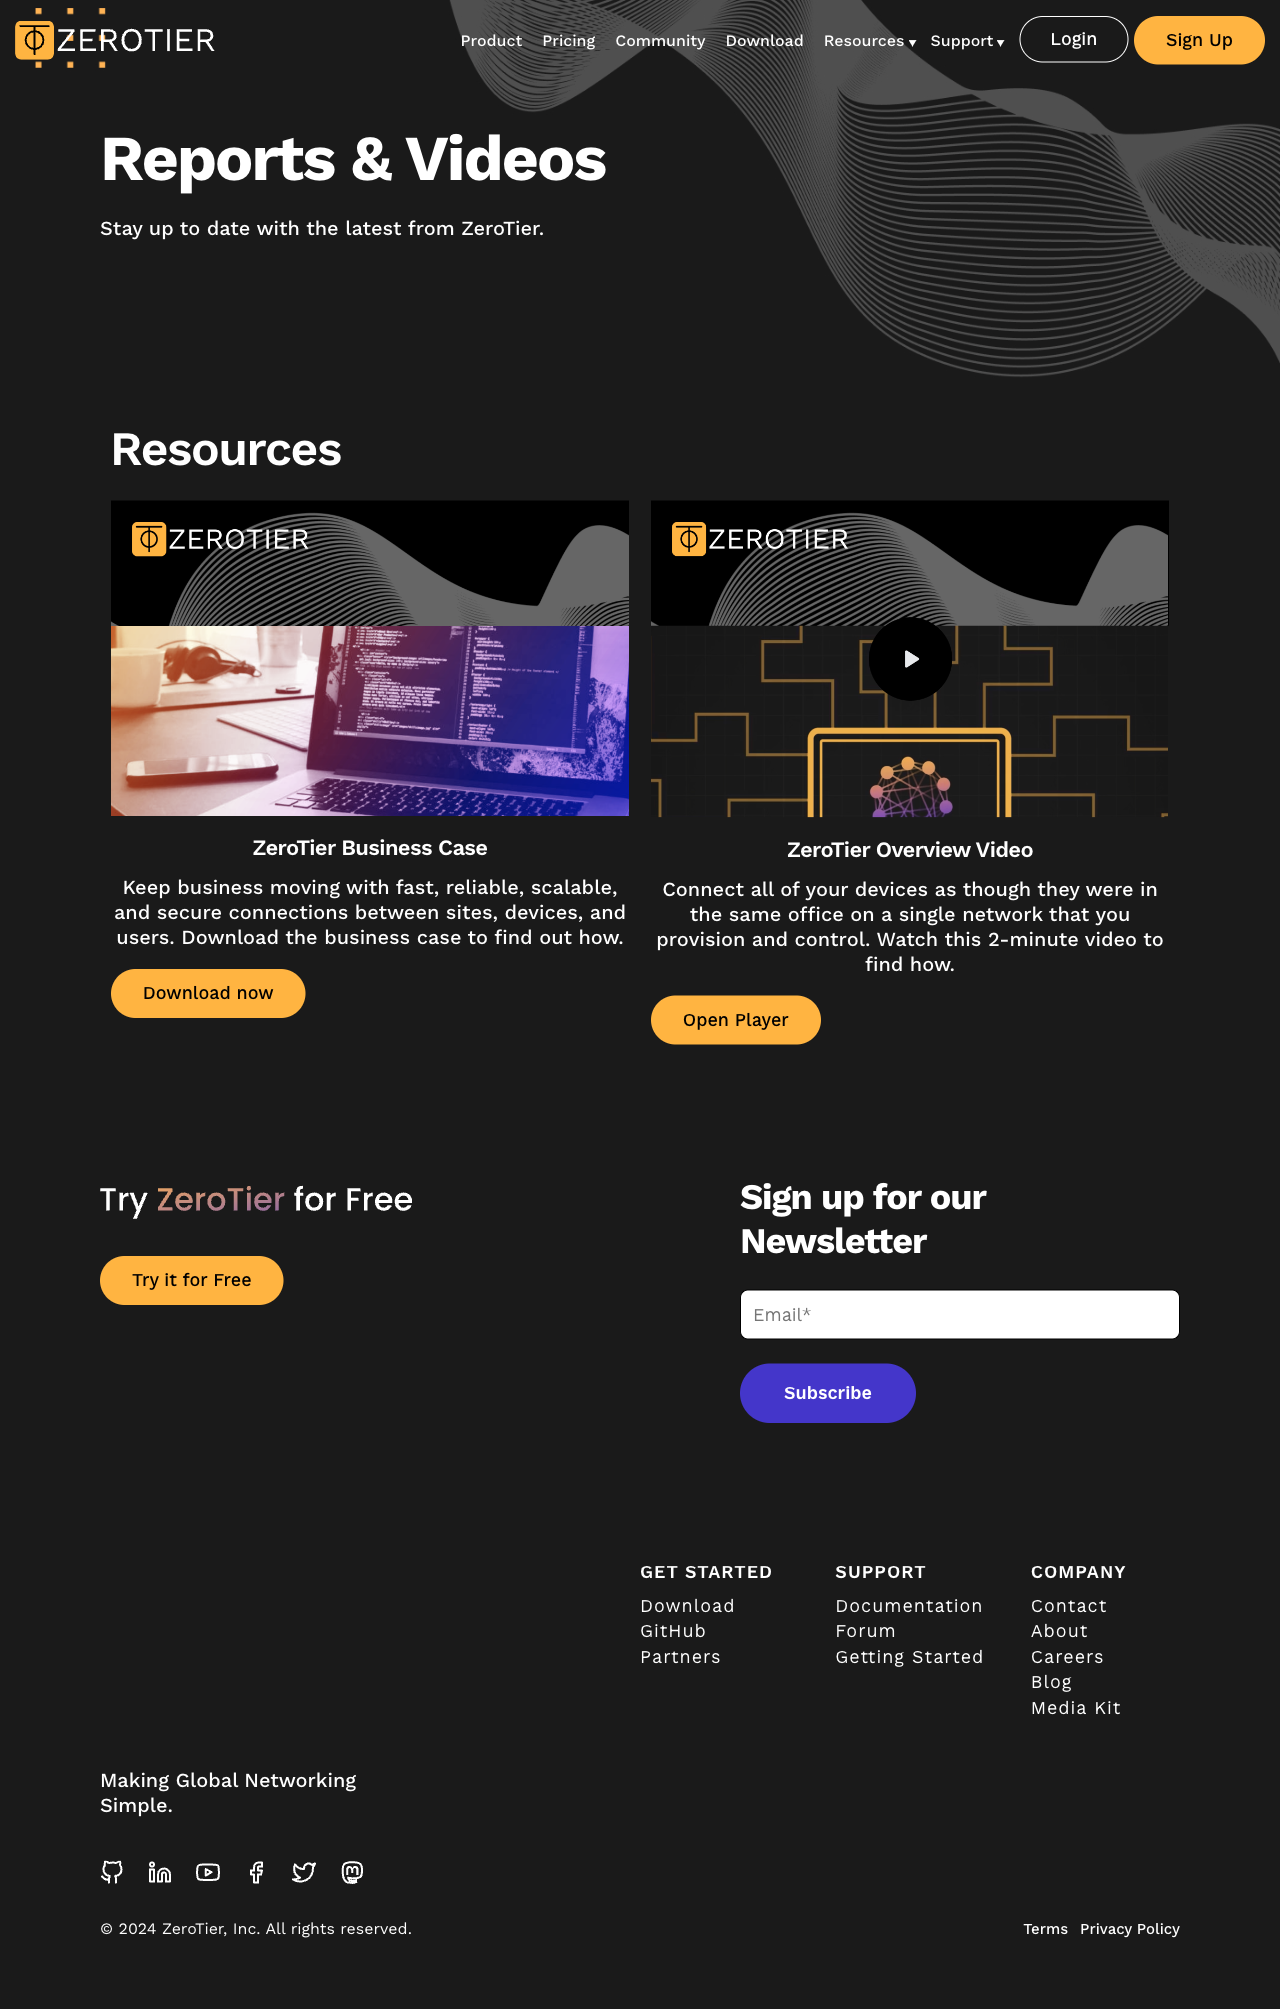 ZEROTIER
Product
Pricing
Community
Download
Resources
Support
Login
Sign Up
Reports & Videos
Stay up to date with the latest from ZeroTier.
Resources
ZEROTIER
ZEROTIER
ZeroTier Business Case
Keep business moving with fast, reliable, scalable,
and secure connections between sites, devices, and
users. Download the business case to find out how.
Download now
ZeroTier Overview Video
Connect all of your devices as though they were in
the same office on a single network that you
provision and control. Watch this 2-minute video to
find how.
Open Player
Try ZeroTier for Free
Try it for Free
Sign up for our
Newsletter
Email*
Subscribe
GET STARTED
Download
GitHub
Partners
SUPPORT
Documentation
Forum
Getting Started
COMPANY
Contact
About
Careers
Blog
Media Kit
Making Global Networking
Simple.
© 2024 ZeroTier, Inc. All rights reserved.
Terms
Privacy Policy